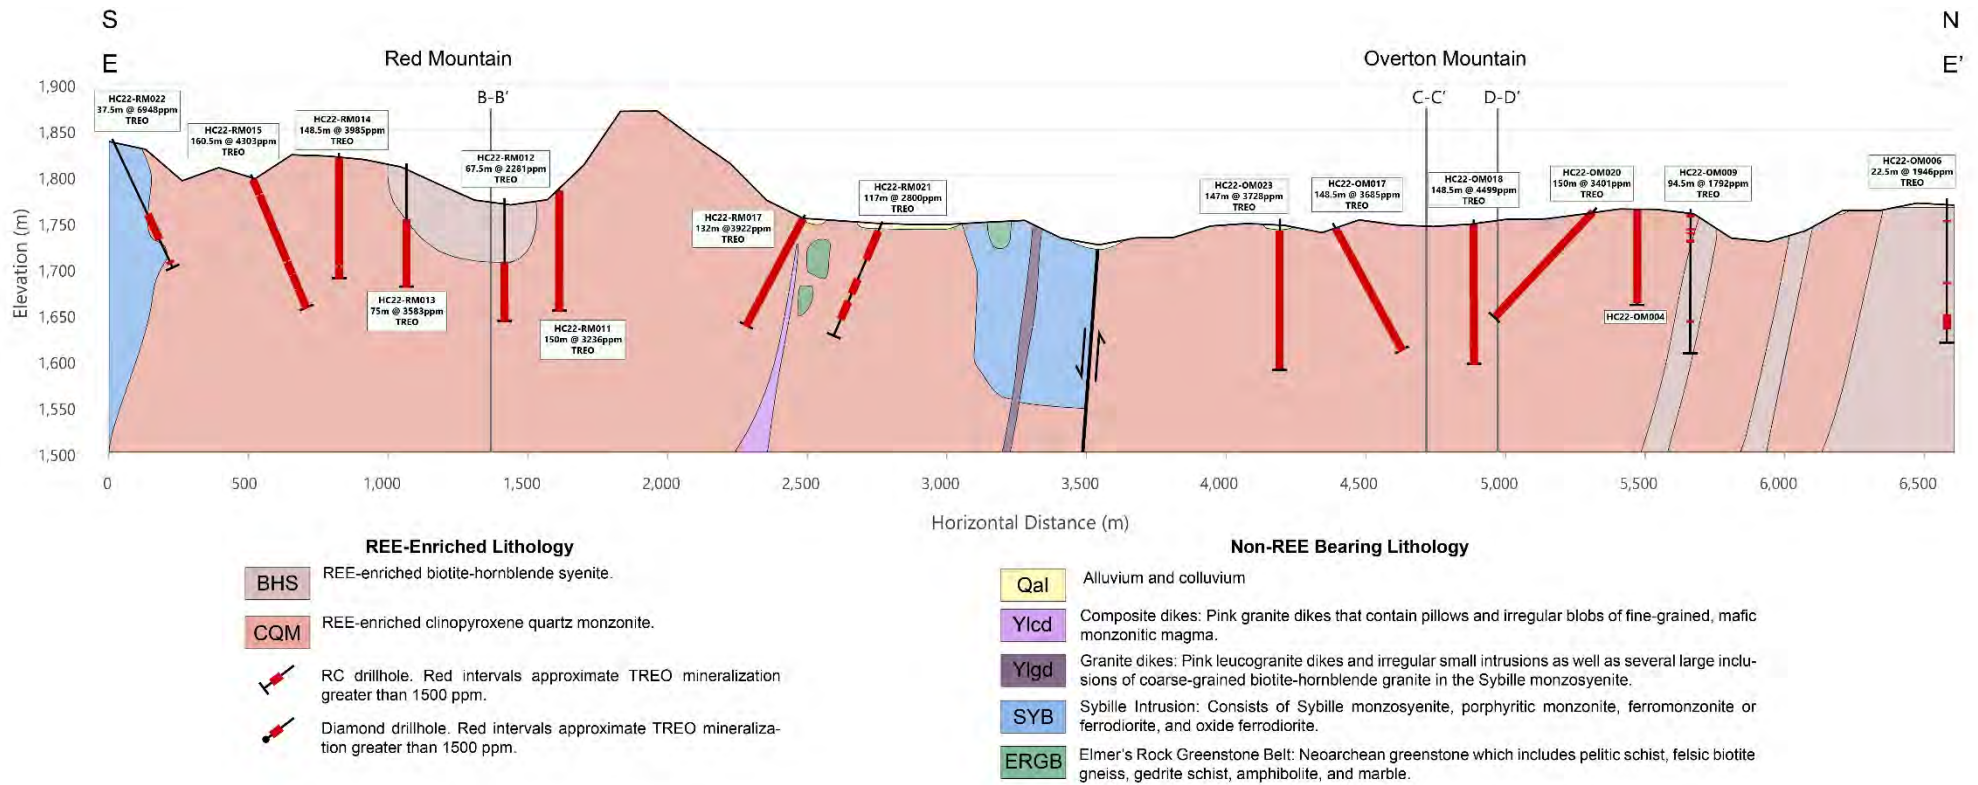 S
N
Red Mountain
Overton Mountain
E
E'
1,900
1,850
1,800
1,750
1,700
1,650
1,600
1,550
1,500
Elevation (m)
B-B'
C-C'
D-D'
HC22-RM022
37.5m @ 6948ppm
TREO
HC22-RM015
160.5m @ 4303ppm
TREO
HC22-RM014
148.5m @ 3985ppm
TREO
HC22-RM013
75m @ 3583ppm
TREO
HC22-RM012
67.5m @ 2281ppm
TREO
HC22-RM011
150m @ 3236ppm
TREO
HC22-RM017
132m @3922ppm
TREO
HC22-RM021
117m @ 2800ppm
TREO
HC22-OM023
147m @ 3728ppm
TREO
HC22-OM017
148.5m @ 3685ppm
TREO
HC22-OM018
148.5m @ 4499ppm
TREO
HC22-OM020
150m @ 3401ppm
TREO
HC22-OM004
HC22-OM009
94.5m @ 1792ppm
TREO
HC22-OM006
22.5m @ 1946ppm
TREO
0
500
1,000
1,500
2,000
2,500
3,000
3,500
4,000
4,500
5,000
5,500
6,000
6,500
Horizontal Distance (m)
REE-Enriched Lithology
BHS
REE-enriched biotite-hornblende syenite.
CQM
REE-enriched clinopyroxene quartz monzonite.
RC drillhole. Red intervals approximate TREO mineralization
greater than 1500 ppm.
Diamond drillhole. Red intervals approximate TREO mineraliza-
tion greater than 1500 ppm.
Non-REE Bearing Lithology
Qal
Alluvium and colluvium
Ylcd
Composite dikes: Pink granite dikes that contain pillows and irregular blobs of fine-grained, mafic
monzonitic magma.
Ylgd
Granite dikes: Pink leucogranite dikes and irregular small intrusions as well as several large inclu-
sions of coarse-grained biotite-hornblende granite in the Sybille monzosyenite.
SYB
Sybille Intrusion: Consists of Sybille monzosyenite, porphyritic monzonite, ferromonzonite or
ferrodiorite, and oxide ferrodiorite.
ERGB
Elmer's Rock Greenstone Belt: Neoarchean greenstone which includes pelitic schist, felsic biotite
gneiss, gedrite schist, amphibolite, and marble.